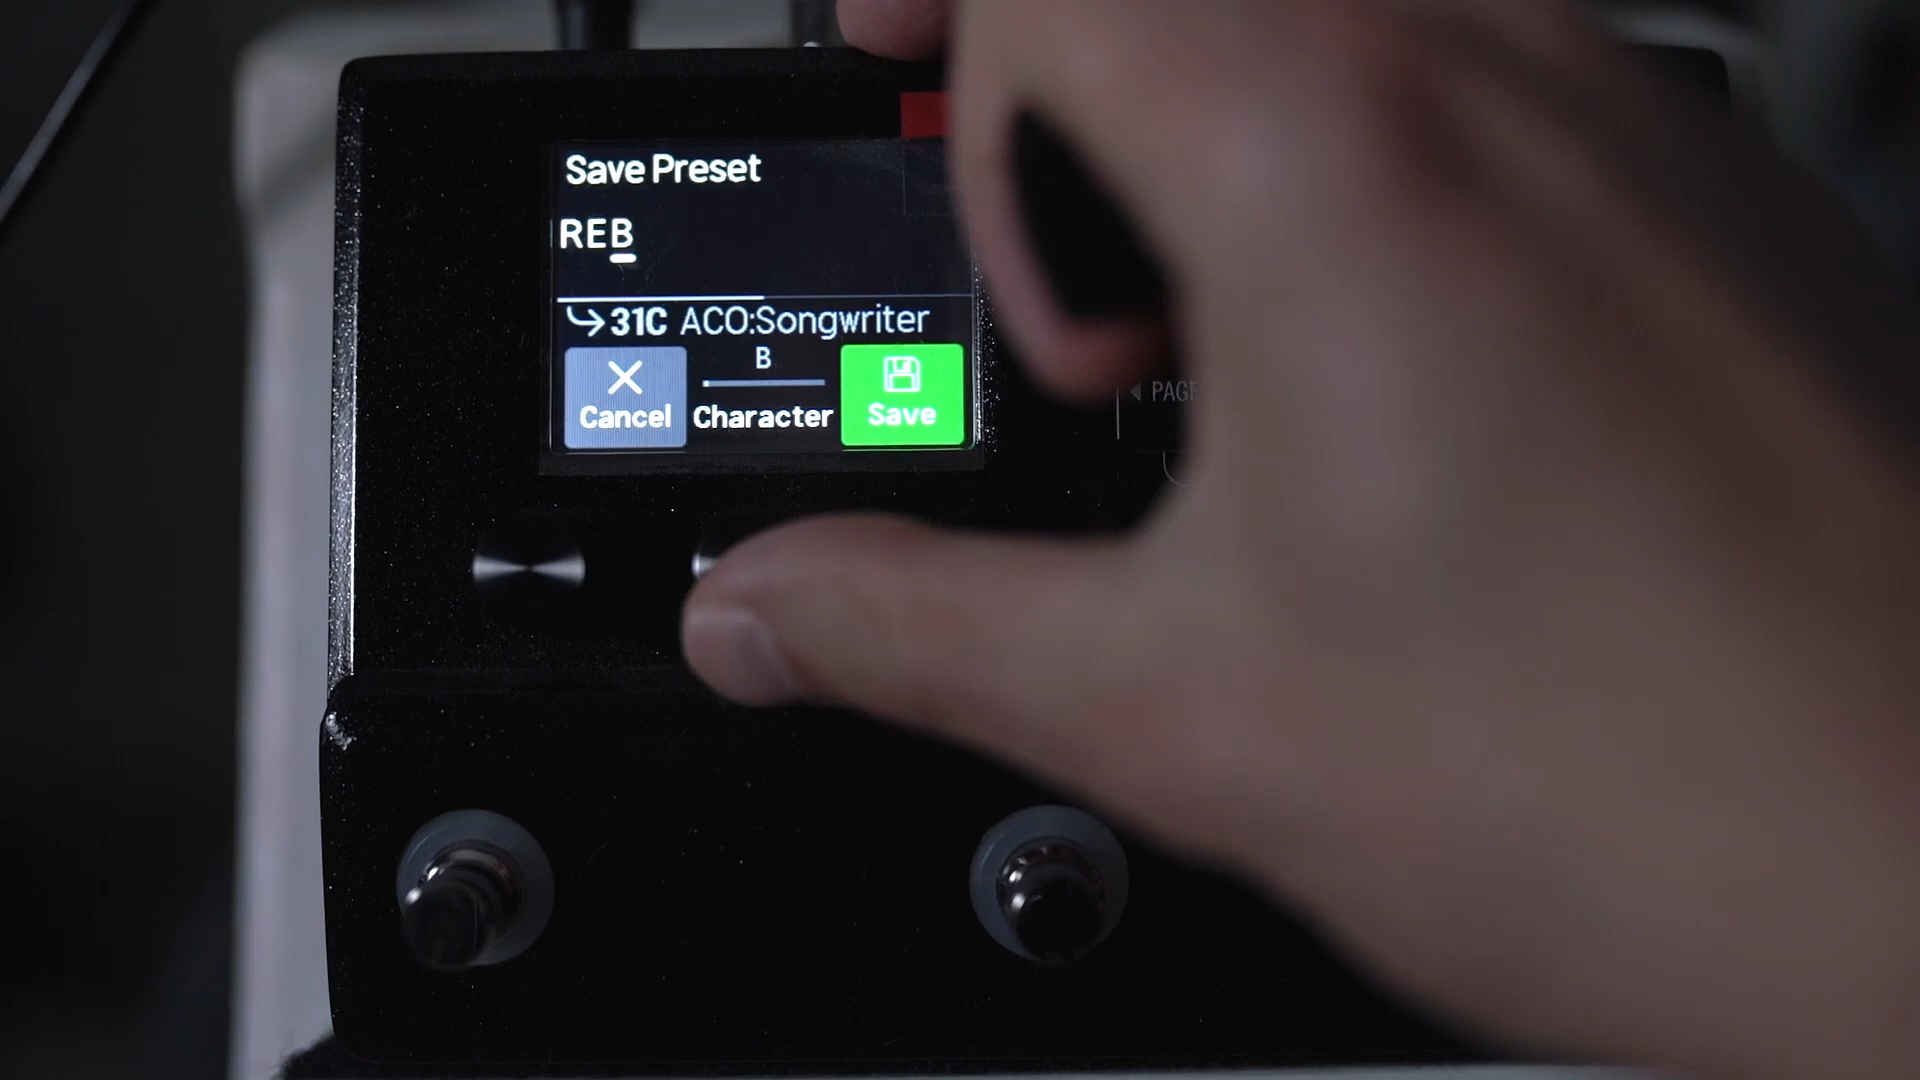 Save Preset
REB
31C ACO:Songwriter
B
Cancel Character Save
PAGE